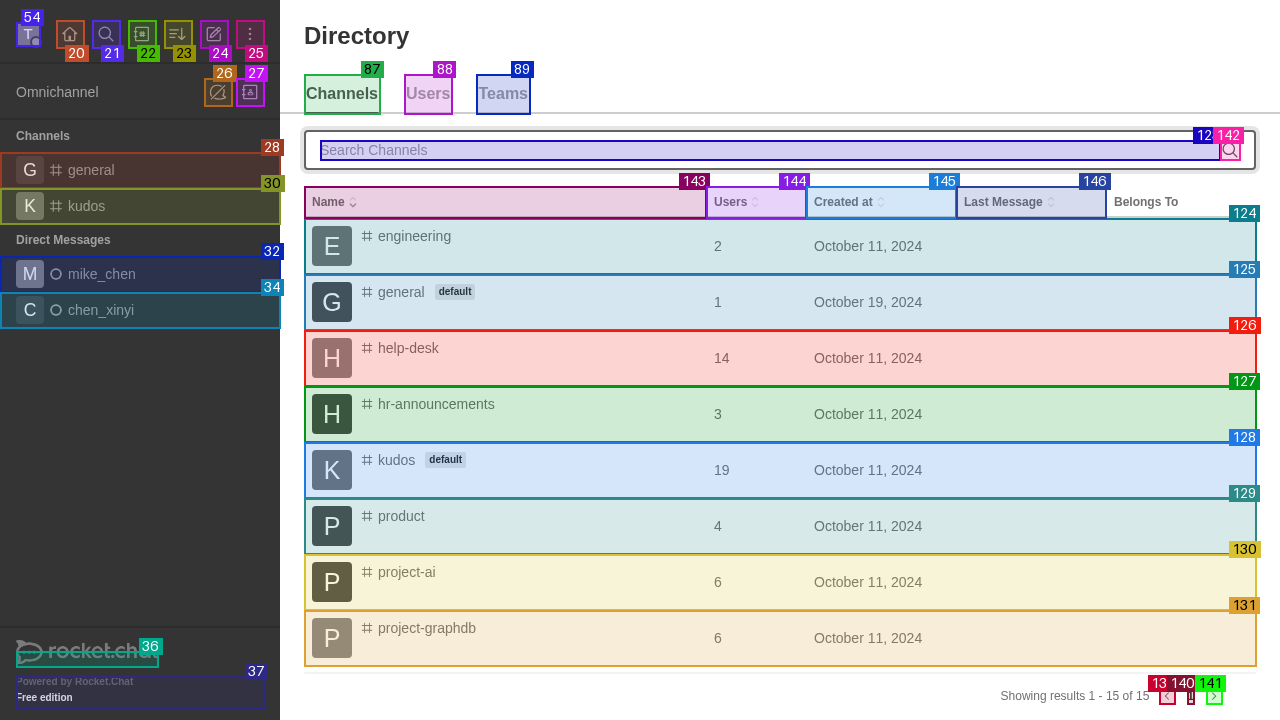 54
T
20
21
22
23
24
25
Omnichannel
26
27
Channels
28
G general
30
K kudos
Direct Messages
32
M mike_chen
34
C chen_xinyi
36
rocket.chat
37
Powered by Rocket.Chat
Free edition
Directory
87
Channels
88
Users
89
Teams
Search Channels
142
143
144
145
146
Name Users Created at Last Message Belongs To
124
E engineering 2 October 11, 2024
125
G general default 1 October 19, 2024
126
H help-desk 14 October 11, 2024
127
H hr-announcements 3 October 11, 2024
128
K kudos default 19 October 11, 2024
129
P product 4 October 11, 2024
130
P project-ai 6 October 11, 2024
131
P project-graphdb 6 October 11, 2024
140
141
Showing results 1 - 15 of 15